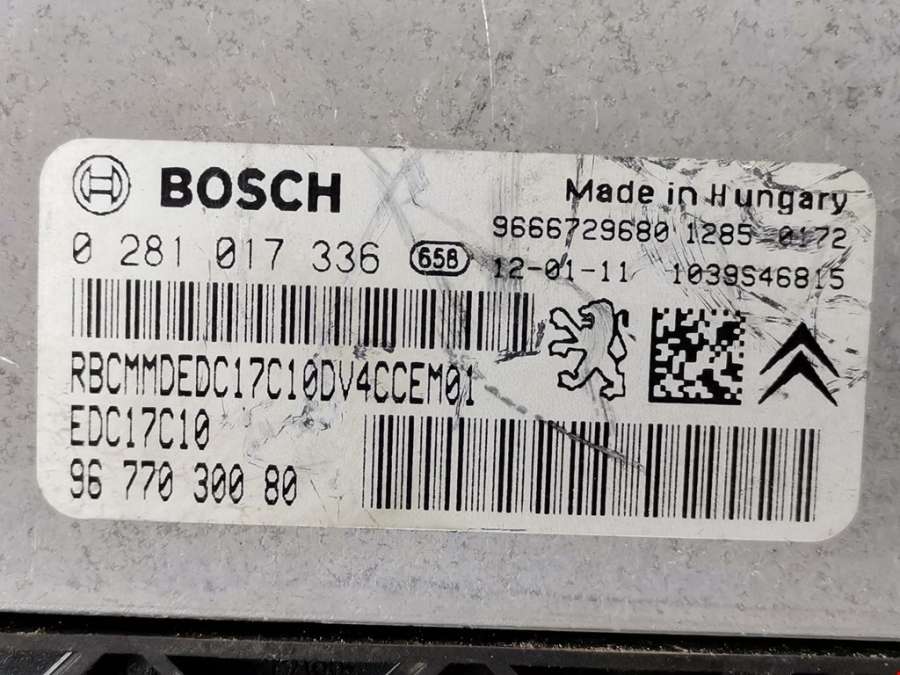 BOSCH
Made in Hungary
9666729680 1285 0172
0 281 017 336 658
12-01-11 1039S46815
RBCMMDEDC17C10DV4CCEM01
EDC17C10
96 770 300 80